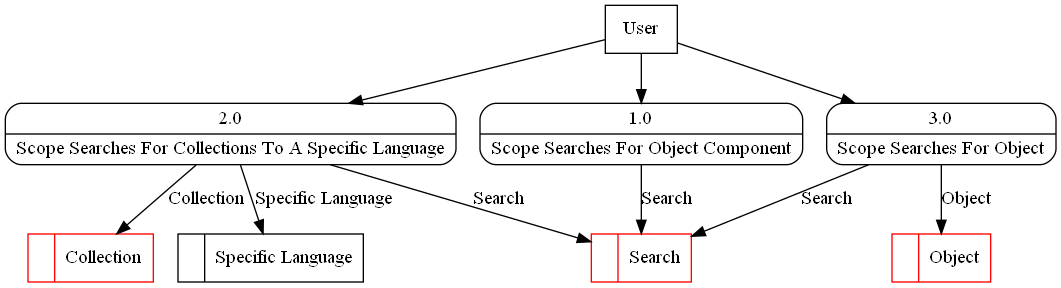 User
2.0
Scope Searches For Collections To A Specific Language
1.0
Scope Searches For Object Component
3.0
Scope Searches For Object
Collection
Specific Language
Search
Search
Search
Object
Collection
Specific Language
Search
Object